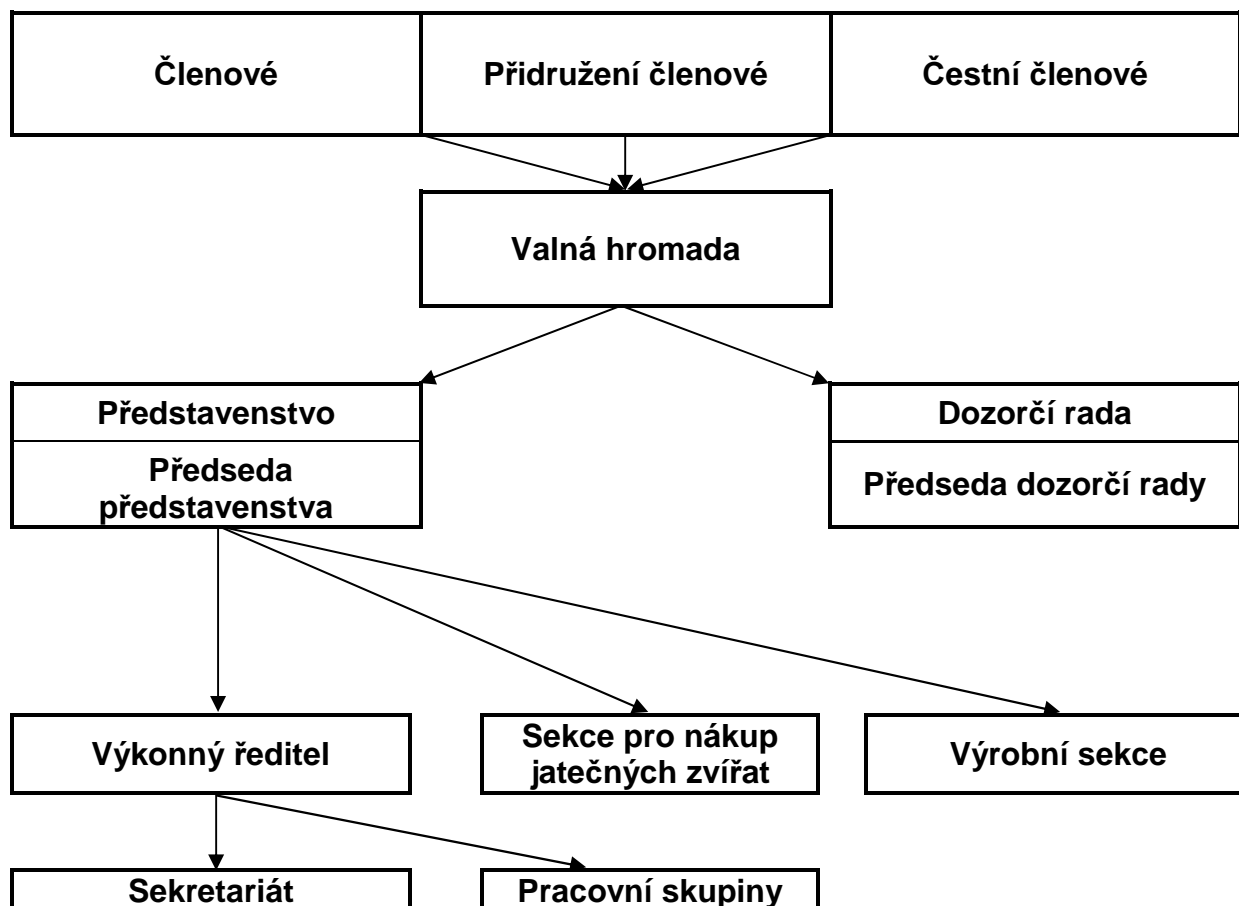 Členové
Přidružení členové
Čestní členové
Valná hromada
Představenstvo
Dozorčí rada
Předseda
představenstva
Předseda dozorčí rady
Výkonný ředitel
Sekce pro nákup
jatečných zvířat
Výrobní sekce
Sekretariát
Pracovní skupiny